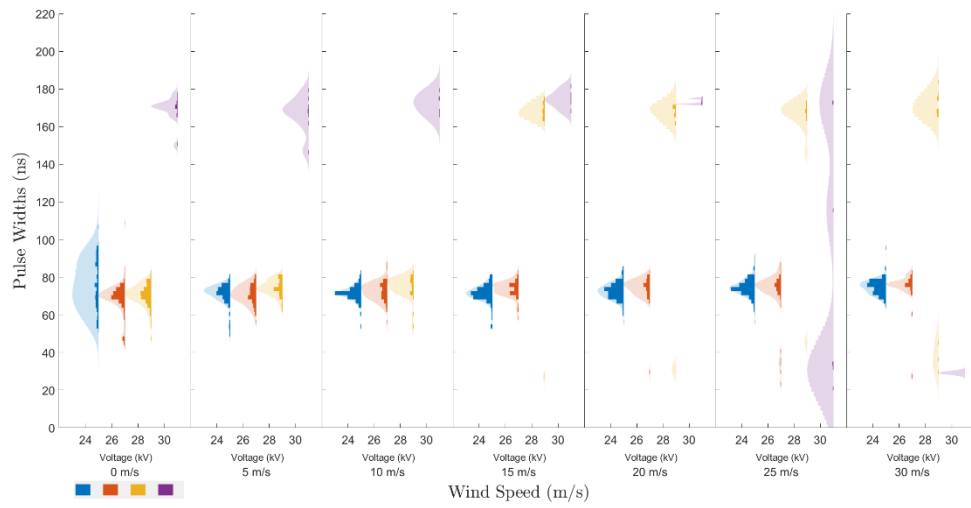 220
200
180
160
140
120
100
80
60
40
20
0
Pulse Widths (ns)
24 26 28 30 24 26 28 30 24 26 28 30 24 26 28 30 24 26 28 30 24 26 28 30 24 26 28 30
Voltage (kV) Voltage (kV) Voltage (kV) Voltage (kV) Voltage (kV) Voltage (kV) Voltage (kV)
0 m/s 5 m/s 10 m/s 15 m/s 20 m/s 25 m/s 30 m/s
Wind Speed (m/s)